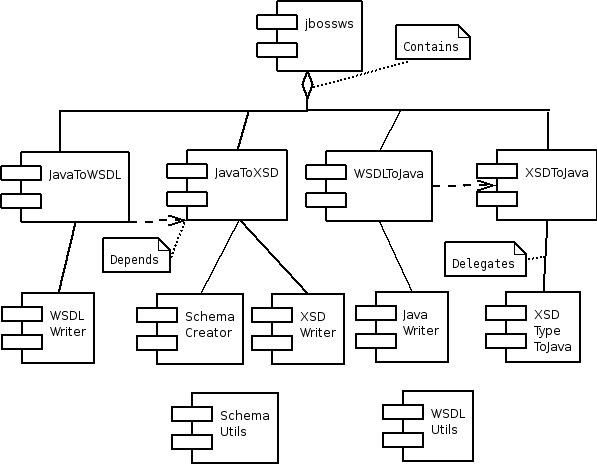 jbossws
Contains
JavaToWSDL
JavaToXSD
WSDLToJava
XSDToJava
Depends
Delegates
WSDL
Writer
Schema
Creator
XSD
Writer
Java
Writer
XSD
Type
ToJava
Schema
Utils
WSDL
Utils